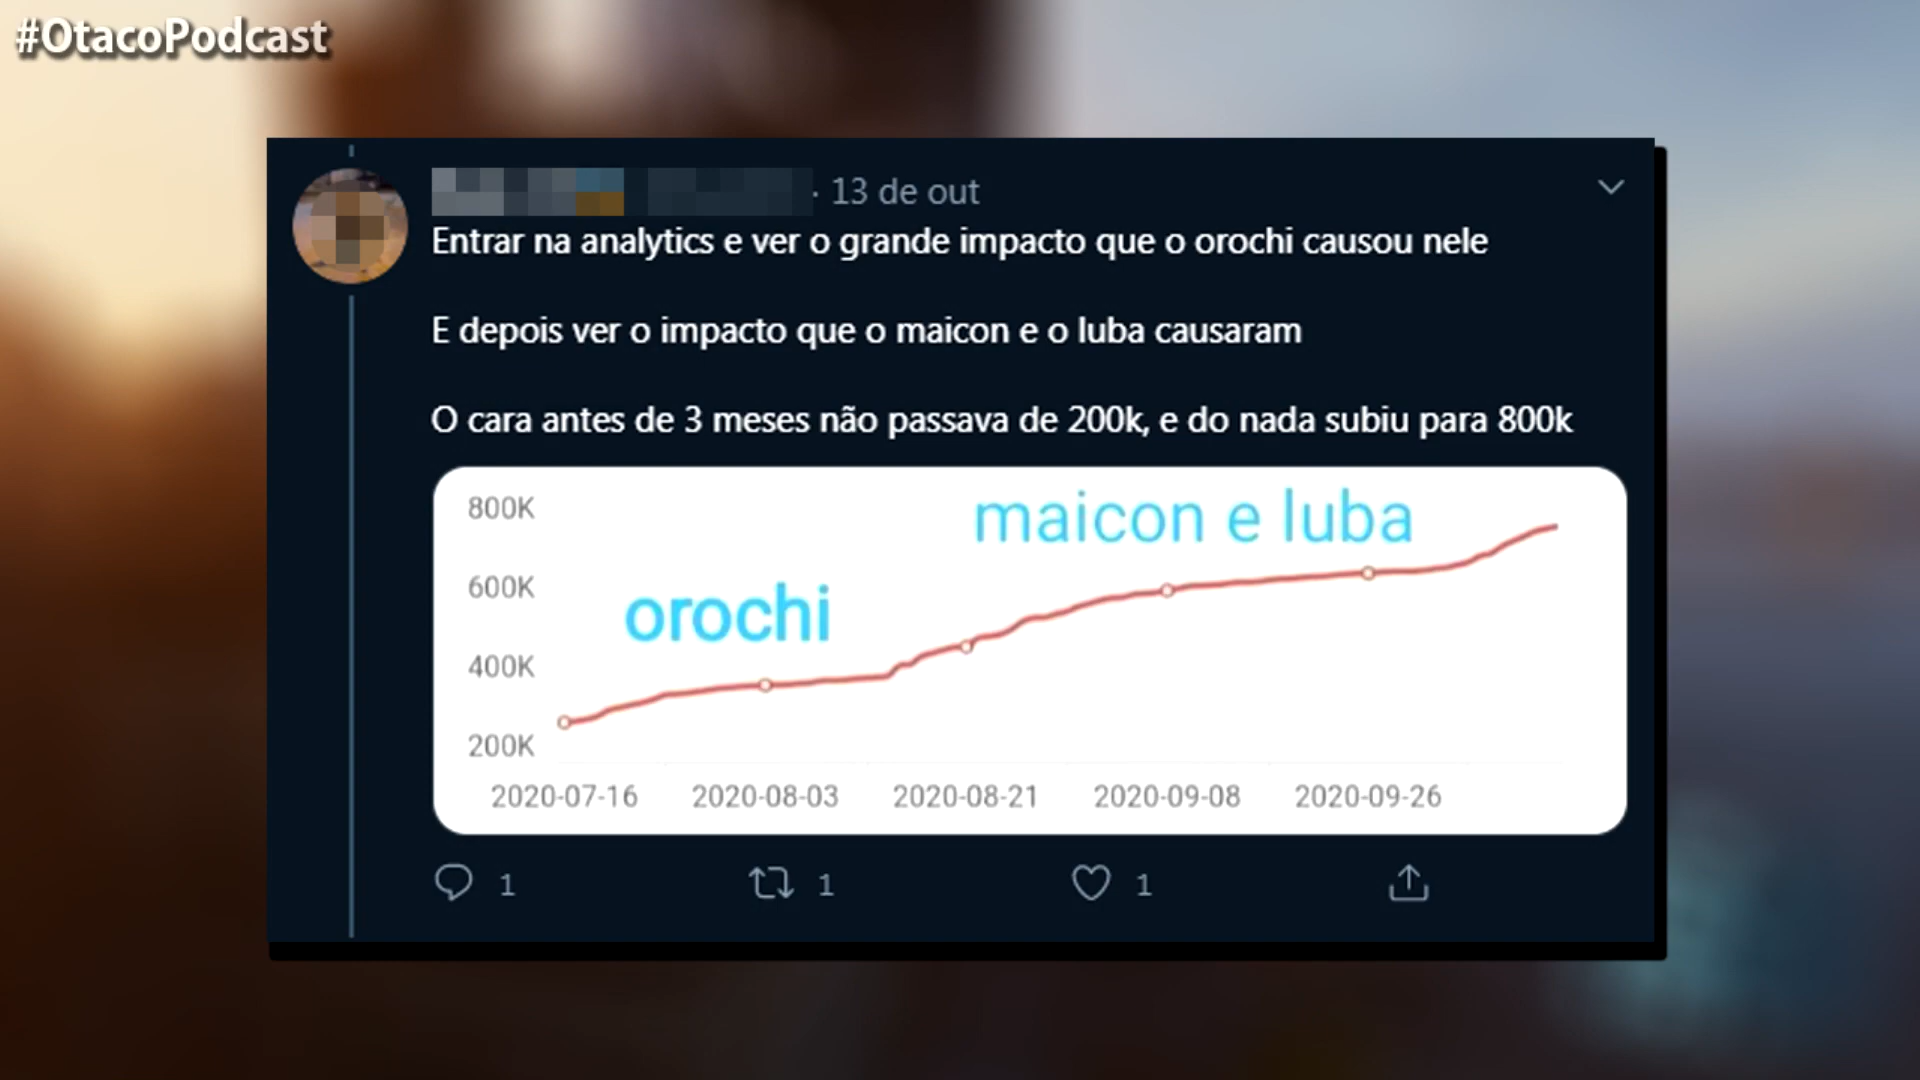 #OtacoPodcast
· 13 de out
Entrar na analytics e ver o grande impacto que o orochi causou nele
E depois ver o impacto que o maicon e o luba causaram
O cara antes de 3 meses não passava de 200k, e do nada subiu para 800k
800K
maicon e luba
600K
orochi
400K
200K
2020-07-16 2020-08-03 2020-08-21 2020-09-08 2020-09-26
1 1 1